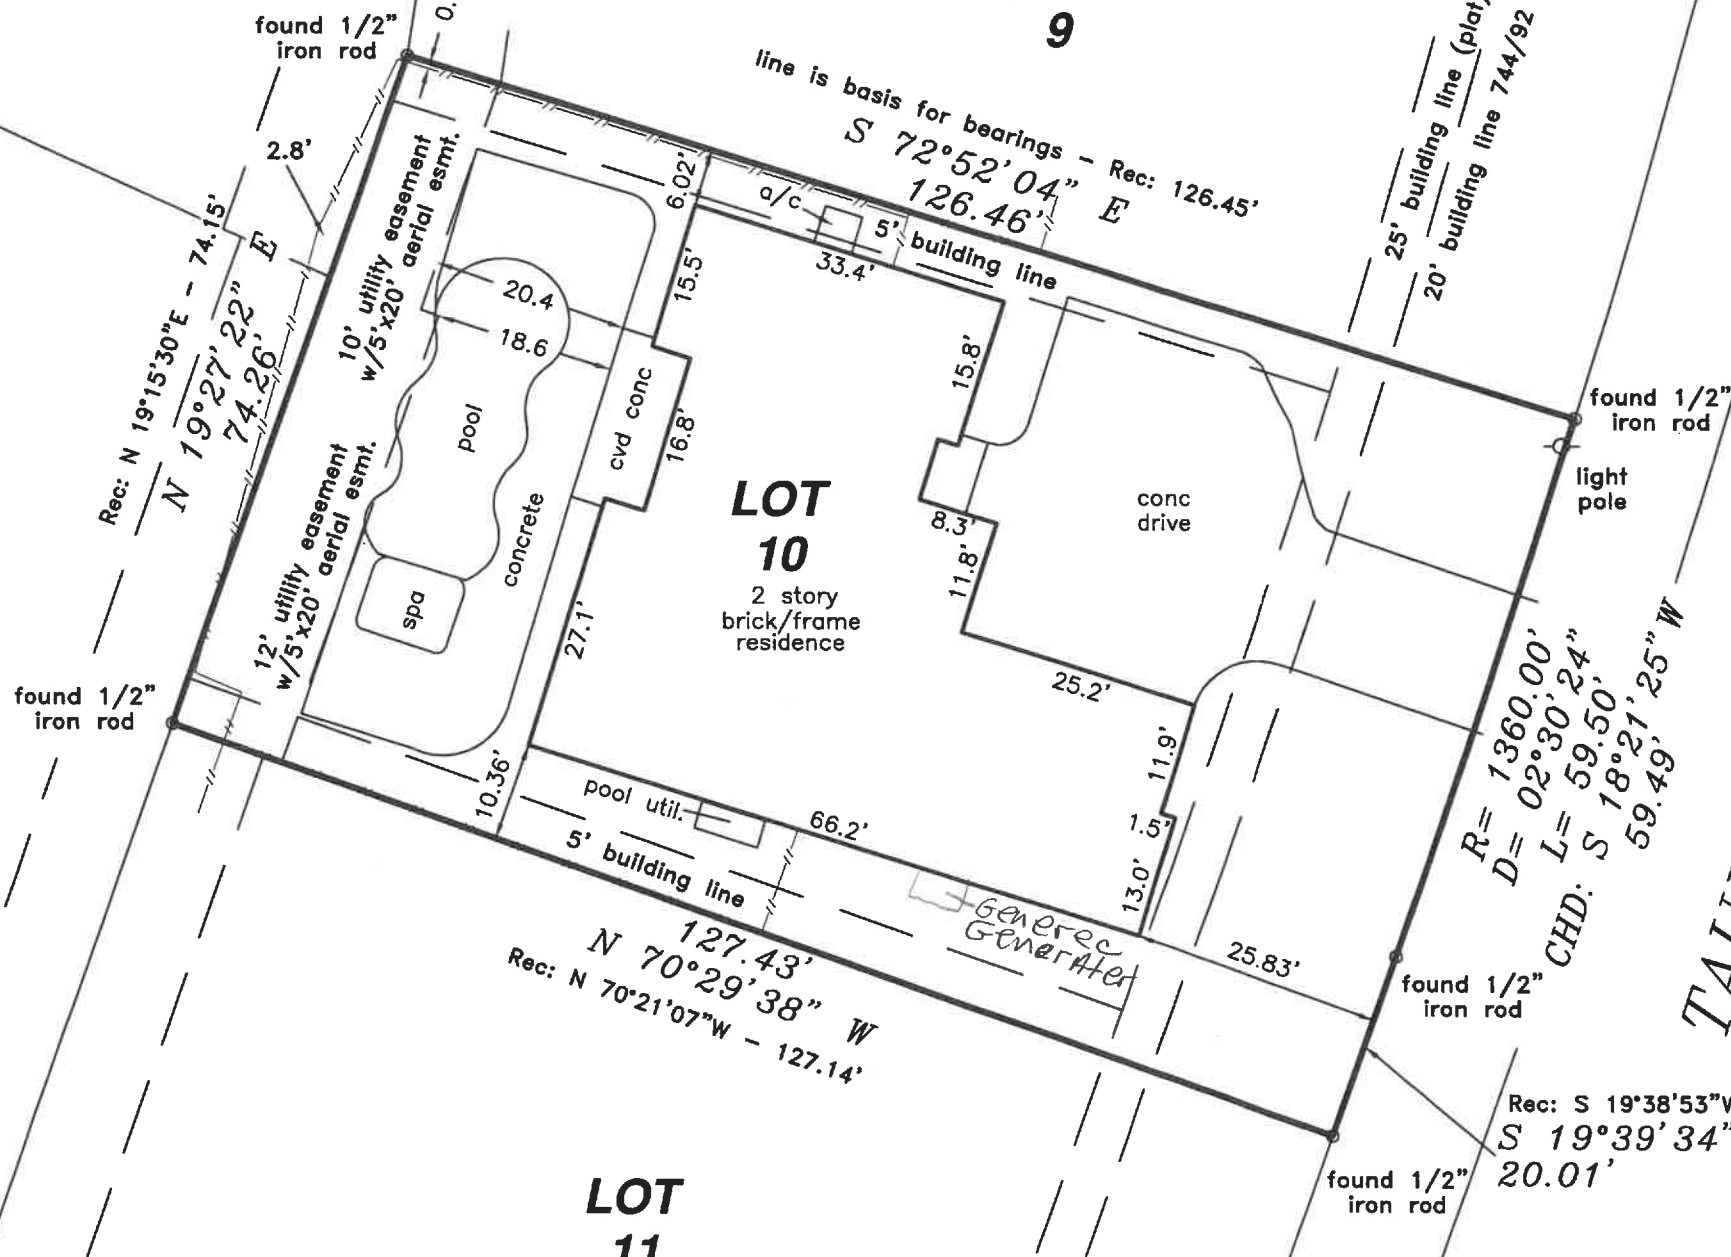 found 1/2"
iron rod
0.
9
line is basis for bearings - Rec: 126.45'
S 72°52'04" E
126.46'
25' building line (plat)
20' building line 744/92
2.8'
10' utility easement
w/5'x20' aerial esmt.
6.02'
a/c
5' building line
33.4'
15.5'
20.4
18.6
15.8'
Rec: N 19°15'30"E - 74.15'
N 19°27'22" E
74.26'
pool
cvd conc
16.8'
found 1/2"
iron rod
light
pole
LOT
10
2 story
brick/frame
residence
conc
drive
8.3'
11.8'
12' utility easement
w/5'x20' aerial esmt.
concrete
spa
27.1'
found 1/2"
iron rod
25.2'
11.9'
1.5'
13.0'
R= 1360.00'
D= 02°30'24"
L= 59.50'
CHD: S 18°21'25" W
59.49'
10.36'
pool util.
66.2'
5' building line
Generec
GenerAter
25.83'
127.43'
N 70°29'38" W
Rec: N 70°21'07"W - 127.14'
found 1/2"
iron rod
Rec: S 19°38'53"W
S 19°39'34"
20.01'
found 1/2"
iron rod
LOT
11